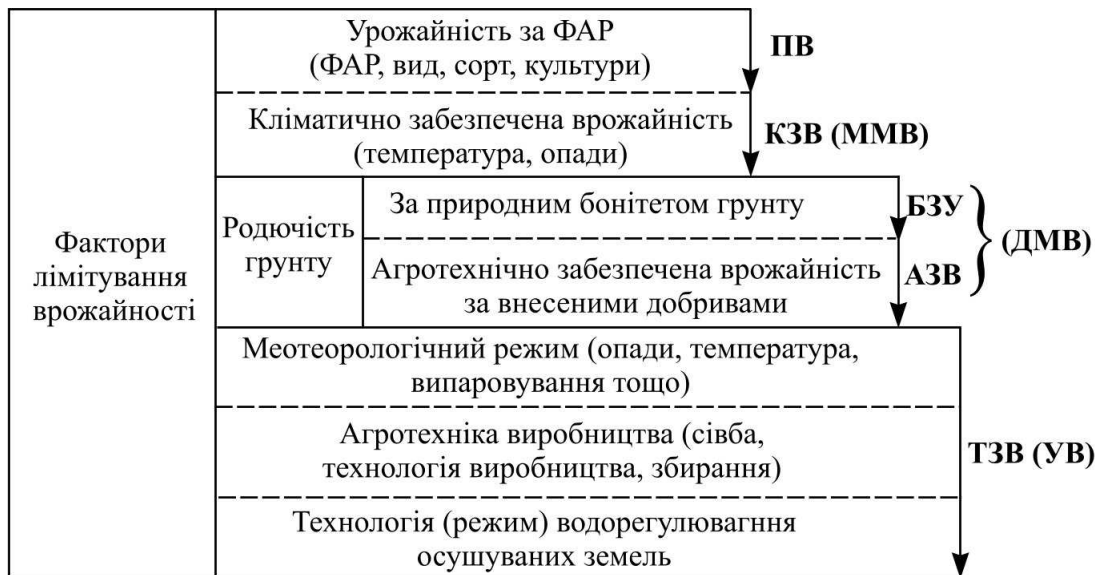 Урожайність за ФАР
(ФАР, вид, сорт, культури)
ПВ
Кліматично забезпечена врожайність
(температура, опади)
КЗВ (ММВ)
Фактори
лімітування
врожайності
Родючість
грунту
За природним бонітетом грунту
БЗУ
Агротехнічно забезпечена врожайність
за внесеними добривами
АЗВ
(ДМВ)
Меотеорологічний режим (опади, температура,
випаровування тощо)
Агротехніка виробництва (сівба,
технологія виробництва, збирання)
ТЗВ (УВ)
Технологія (режим) водорегулювагння
осушуваних земель